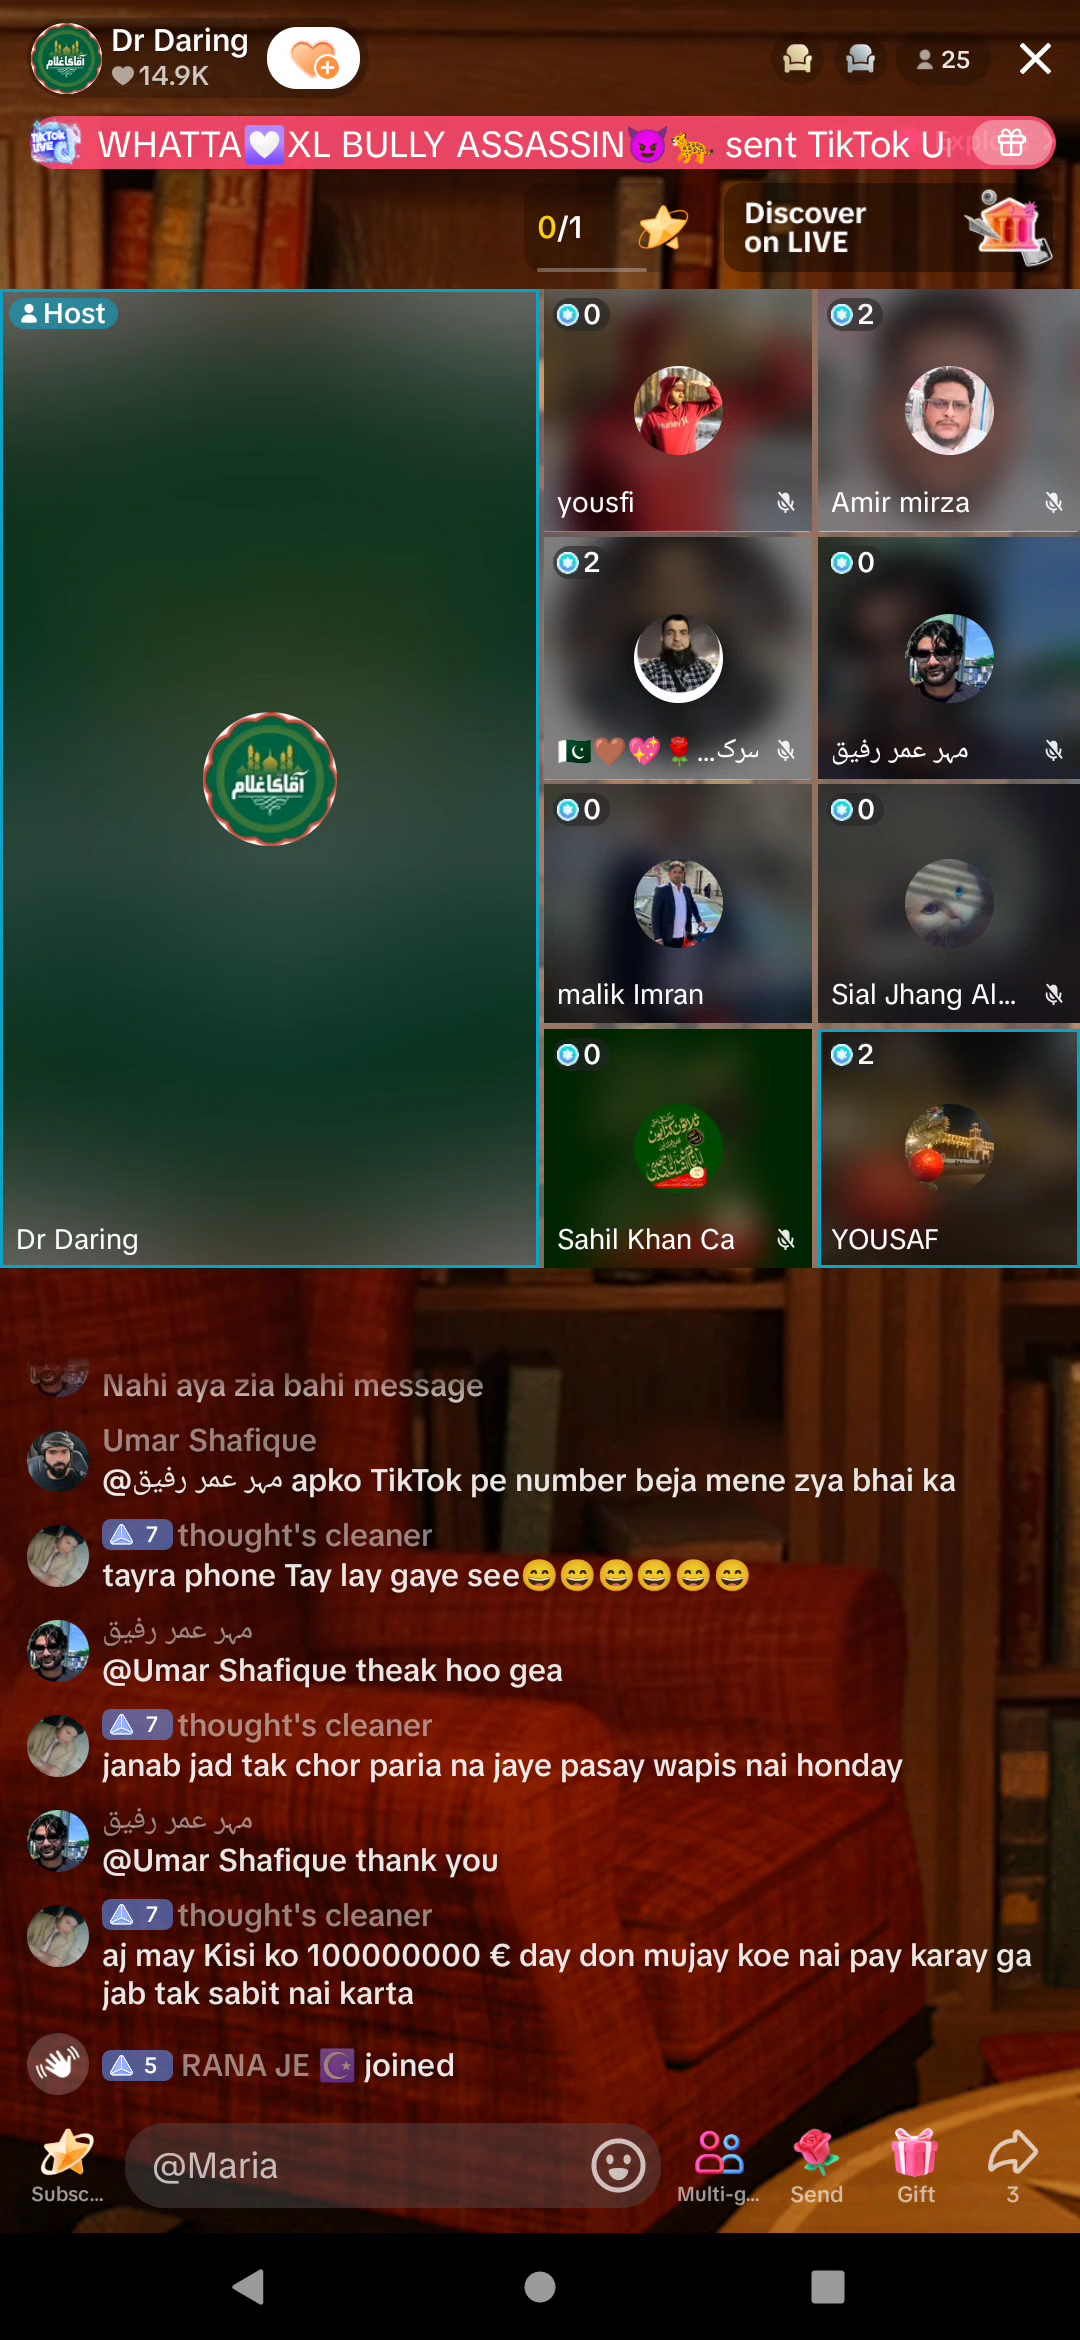 Dr Daring
14.9K
25
WHATTA🤍XL BULLY ASSASSIN😈🐆 sent TikTok U
0/1
Discover
on LIVE
Host
آقا کا غلام
Dr Daring
0
yousfi
2
Amir mirza
2
🇵🇰🤎💖🌹...سرک
0
مہر عمر رفیق
0
malik Imran
0
Sial Jhang Al...
0
Sahil Khan Ca
2
YOUSAF
Nahi aya zia bahi message
Umar Shafique
@مہر عمر رفیق apko TikTok pe number beja mene zya bhai ka
7 thought's cleaner
tayra phone Tay lay gaye see😄😄😄😄😄😄
مہر عمر رفیق
@Umar Shafique theak hoo gea
7 thought's cleaner
janab jad tak chor paria na jaye pasay wapis nai honday
مہر عمر رفیق
@Umar Shafique thank you
7 thought's cleaner
aj may Kisi ko 100000000 € day don mujay koe nai pay karay ga
jab tak sabit nai karta
5 RANA JE ☪ joined
@Maria
Subsc...
Multi-g...
Send
Gift
3